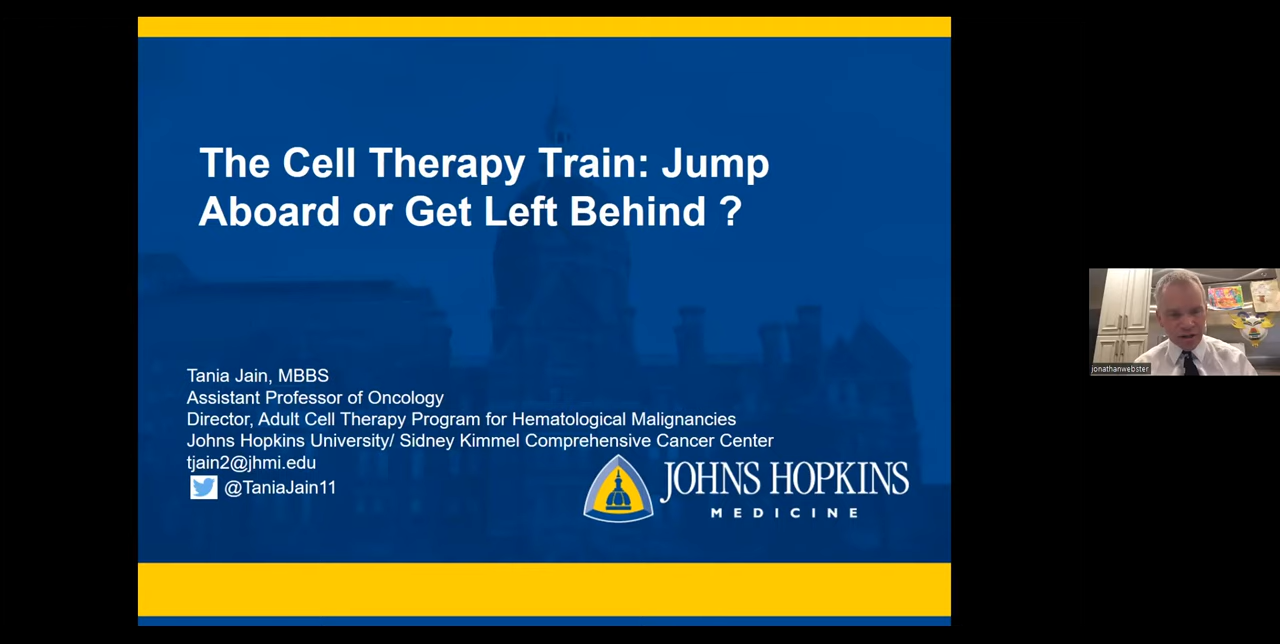 The Cell Therapy Train: Jump
Aboard or Get Left Behind ?
Tania Jain, MBBS
Assistant Professor of Oncology
Director, Adult Cell Therapy Program for Hematological Malignancies
Johns Hopkins University/ Sidney Kimmel Comprehensive Cancer Center
tjain2@jhmi.edu
@TaniaJain11
JOHNS HOPKINS
MEDICINE
jonathanwebster